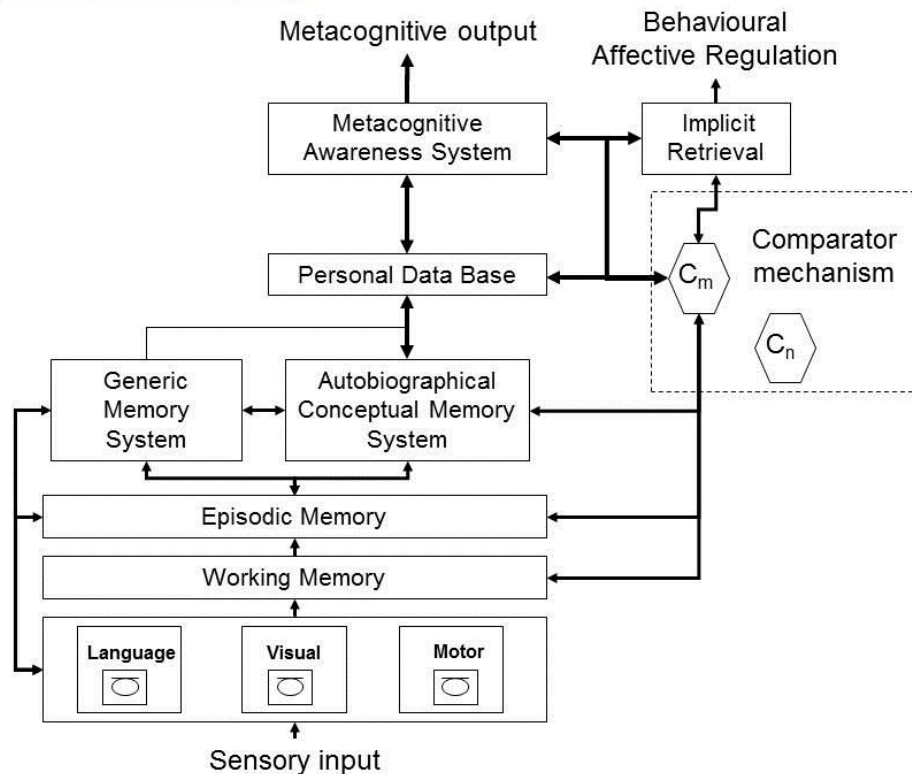 Metacognitive output
Behavioural
Affective Regulation
Metacognitive
Awareness System
Implicit
Retrieval
Comparator
mechanism
Personal Data Base
Cm
Cn
Generic
Memory
System
Autobiographical
Conceptual Memory
System
Episodic Memory
Working Memory
Language
Visual
Motor
Sensory input